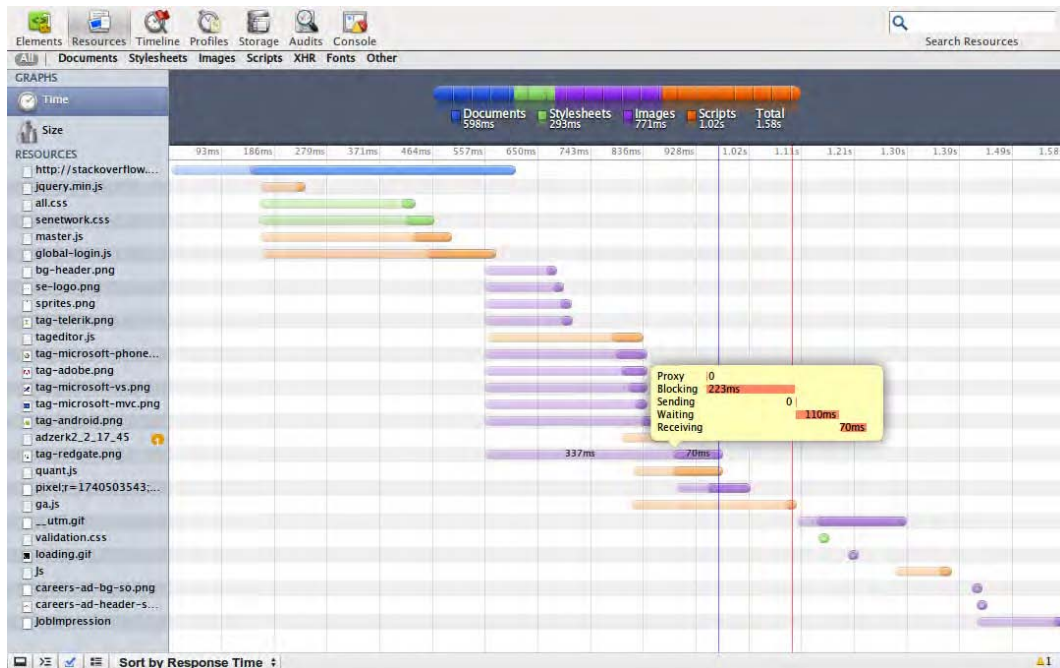 Elements Resources Timeline Profiles Storage Audits Console
Search Resources
All Documents Stylesheets Images Scripts XHR Fonts Other
GRAPHS
Time
Size
Documents 598ms
Stylesheets 293ms
Images 771ms
Scripts 1.02s
Total 1.58s
RESOURCES
93ms 186ms 279ms 371ms 464ms 557ms 650ms 743ms 836ms 928ms 1.02s 1.11s 1.21s 1.30s 1.39s 1.49s 1.58
http://stackoverflow....
jquery.min.js
all.css
senetwork.css
master.js
global-login.js
bg-header.png
se-logo.png
sprites.png
tag-telerik.png
tageditor.js
tag-microsoft-phone...
tag-adobe.png
tag-microsoft-vs.png
tag-microsoft-mvc.png
tag-android.png
adzerk2_2_17_45
tag-redgate.png
337ms 70ms
quant.js
pixel;r=1740503543;...
ga.js
__utm.gif
validation.css
loading.gif
js
careers-ad-bg-so.png
careers-ad-header-s...
jobImpression
Proxy 0
Blocking 223ms
Sending 0
Waiting 110ms
Receiving 70ms
Sort by Response Time
1